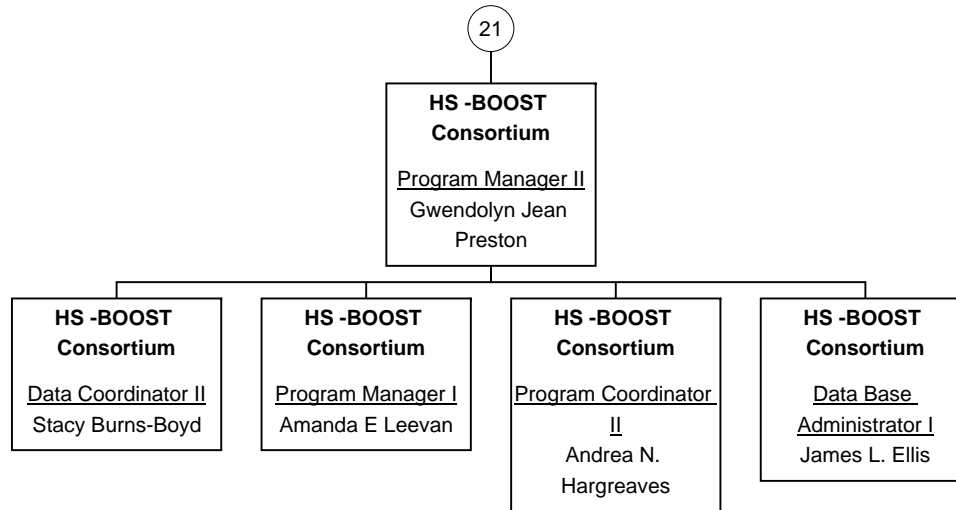 21
HS -BOOST
Consortium
Program Manager II
Gwendolyn Jean
Preston
HS -BOOST
Consortium
Data Coordinator II
Stacy Burns-Boyd
HS -BOOST
Consortium
Program Manager I
Amanda E Leevan
HS -BOOST
Consortium
Program Coordinator
II
Andrea N.
Hargreaves
HS -BOOST
Consortium
Data Base
Administrator I
James L. Ellis